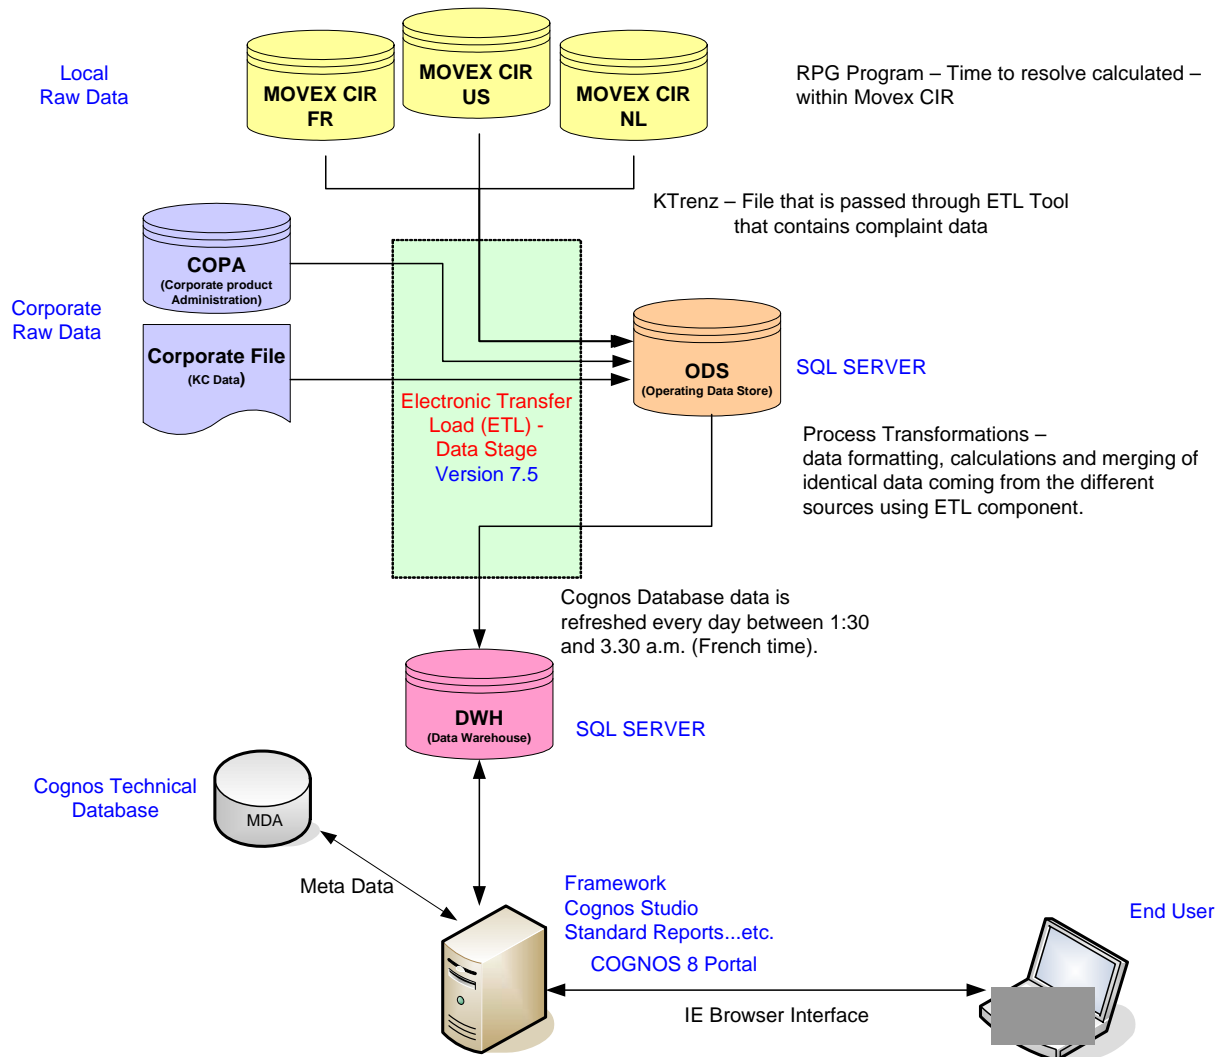 Local
Raw Data
MOVEX CIR
FR
MOVEX CIR
US
MOVEX CIR
NL
RPG Program – Time to resolve calculated –
within Movex CIR
KTrenz – File that is passed through ETL Tool
that contains complaint data
COPA
(Corporate product
Administration)
Corporate
Raw Data
Corporate File
(KC Data)
ODS
(Operating Data Store)
SQL SERVER
Electronic Transfer
Load (ETL) -
Data Stage
Version 7.5
Process Transformations –
data formatting, calculations and merging of
identical data coming from the different
sources using ETL component.
Cognos Database data is
refreshed every day between 1:30
and 3.30 a.m. (French time).
DWH
(Data Warehouse)
SQL SERVER
Cognos Technical
Database
MDA
Meta Data
Framework
Cognos Studio
Standard Reports...etc.
COGNOS 8 Portal
End User
IE Browser Interface